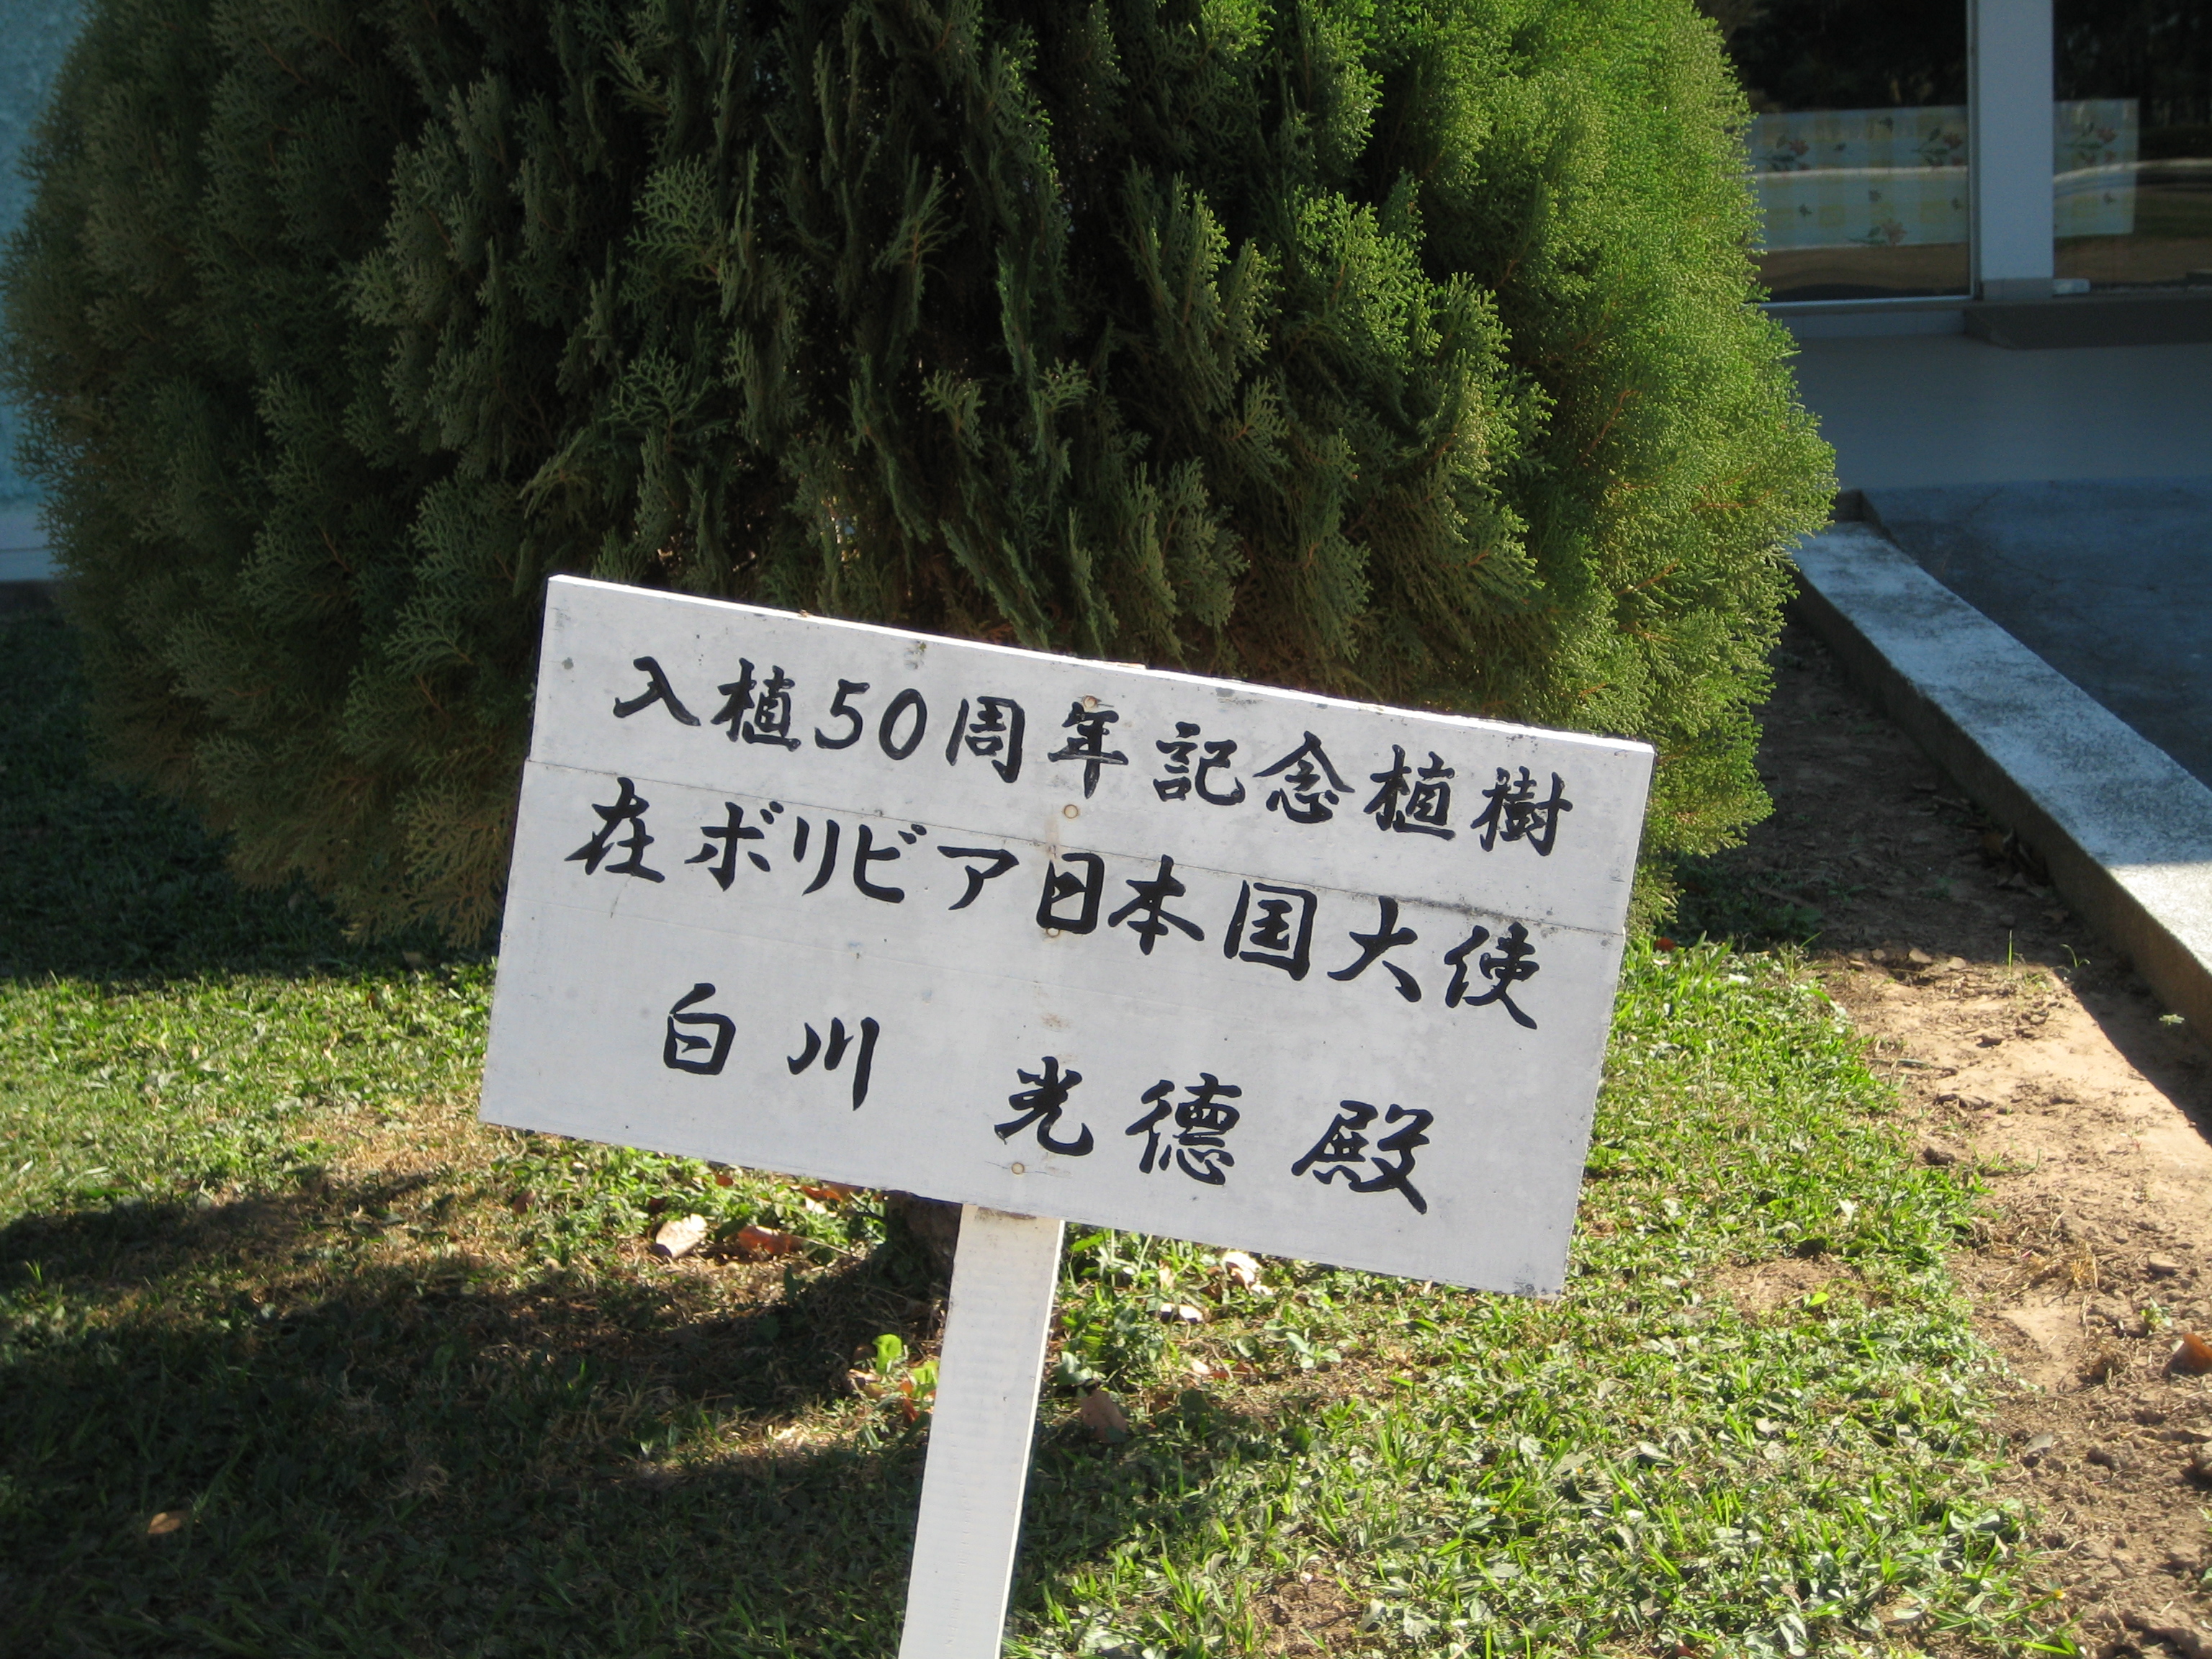 入植50周年記念植樹
在ボリビア日本国大使
白川 光徳 殿